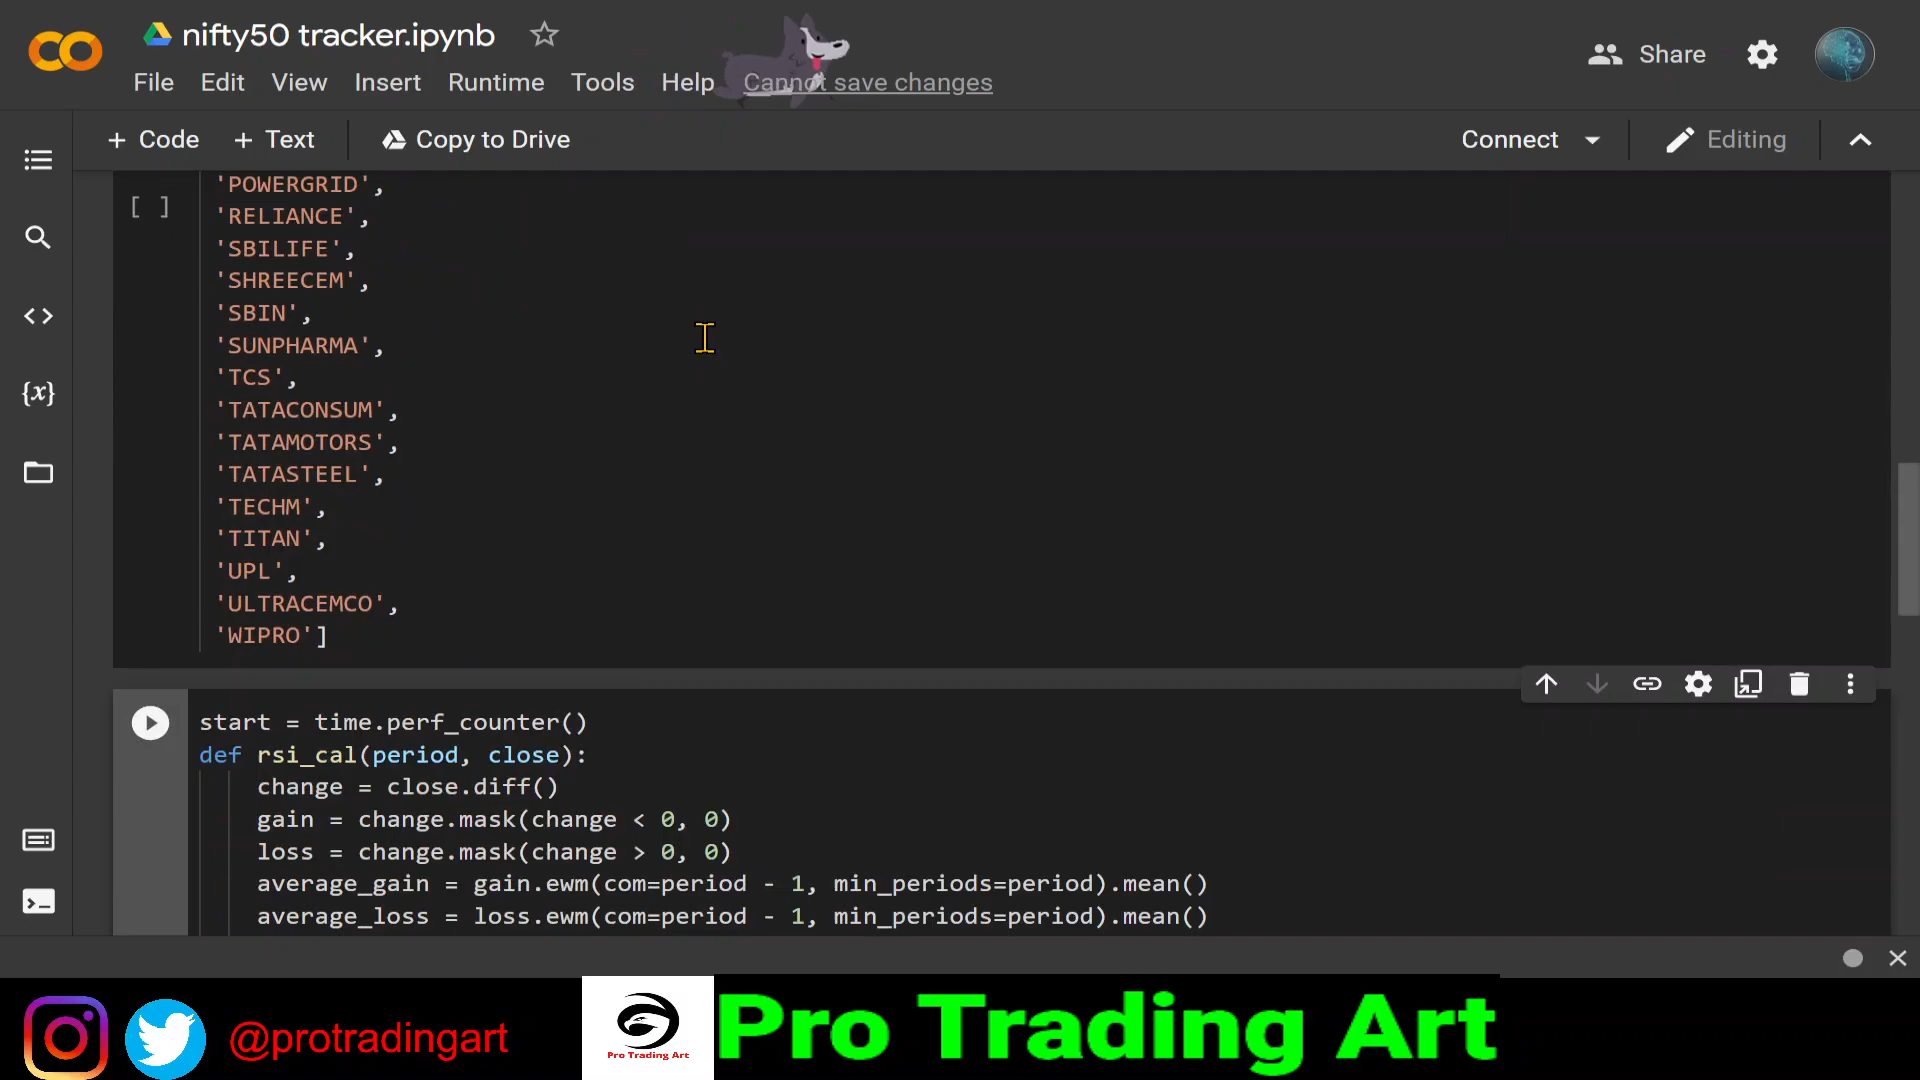 nifty50 tracker.ipynb
Share
File Edit View Insert Runtime Tools Help Cannot save changes
+ Code + Text Copy to Drive Connect Editing
'POWERGRID',
[ ]
'RELIANCE',
'SBILIFE',
'SHREECEM',
'SBIN',
'SUNPHARMA',
'TCS',
{x}
'TATACONSUM',
'TATAMOTORS',
'TATASTEEL',
'TECHM',
'TITAN',
'UPL',
'ULTRACEMCO',
'WIPRO']
start = time.perf_counter()
def rsi_cal(period, close):
change = close.diff()
gain = change.mask(change < 0, 0)
loss = change.mask(change > 0, 0)
average_gain = gain.ewm(com=period - 1, min_periods=period).mean()
average_loss = loss.ewm(com=period - 1, min_periods=period).mean()
@protradingart
Pro Trading Art
Pro Trading Art